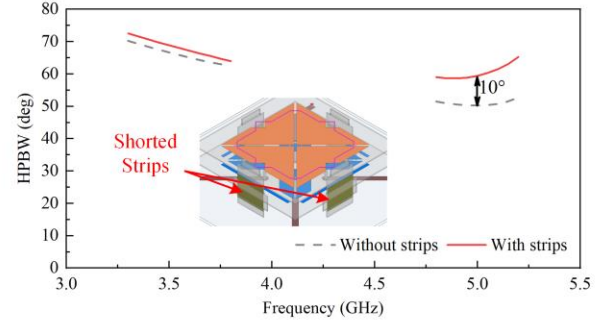 80
70
60
50
40
30
20
10
0
HPBW (deg)
10°
Shorted
Strips
Without strips
With strips
3.0
3.5
4.0
4.5
5.0
5.5
Frequency (GHz)